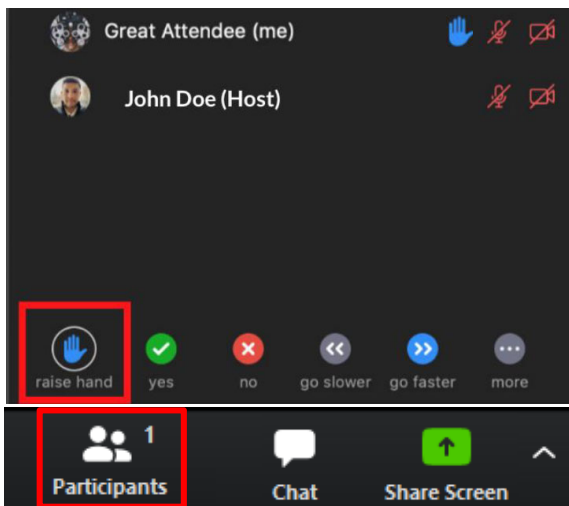 Great Attendee (me)
John Doe (Host)
raise hand yes no go slower go faster more
1
Participants Chat Share Screen